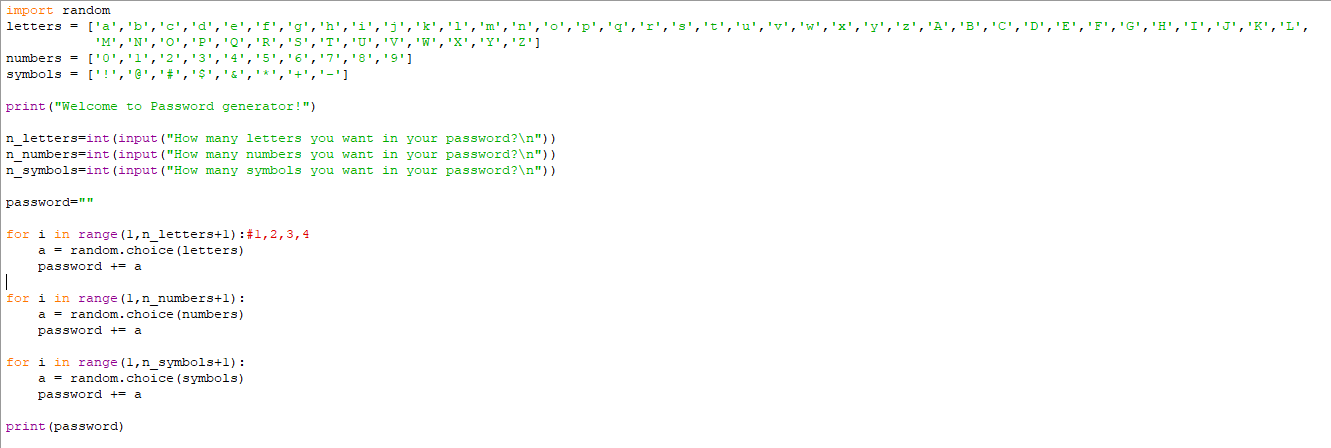 import random
letters = ['a','b','c','d','e','f','g','h','i','j','k','l','m','n','o','p','q','r','s','t','u','v','w','x','y','z','A','B','C','D','E','F','G','H','I','J','K','L',
'M','N','O','P','Q','R','S','T','U','V','W','X','Y','Z']
numbers = ['0','1','2','3','4','5','6','7','8','9']
symbols = ['!','@','#','$','&','*','+','-']
print("Welcome to Password generator!")
n_letters=int(input("How many letters you want in your password?\n"))
n_numbers=int(input("How many numbers you want in your password?\n"))
n_symbols=int(input("How many symbols you want in your password?\n"))
password=""
for i in range(1,n_letters+1):#1,2,3,4
    a = random.choice(letters)
    password += a
for i in range(1,n_numbers+1):
    a = random.choice(numbers)
    password += a
for i in range(1,n_symbols+1):
    a = random.choice(symbols)
    password += a
print(password)